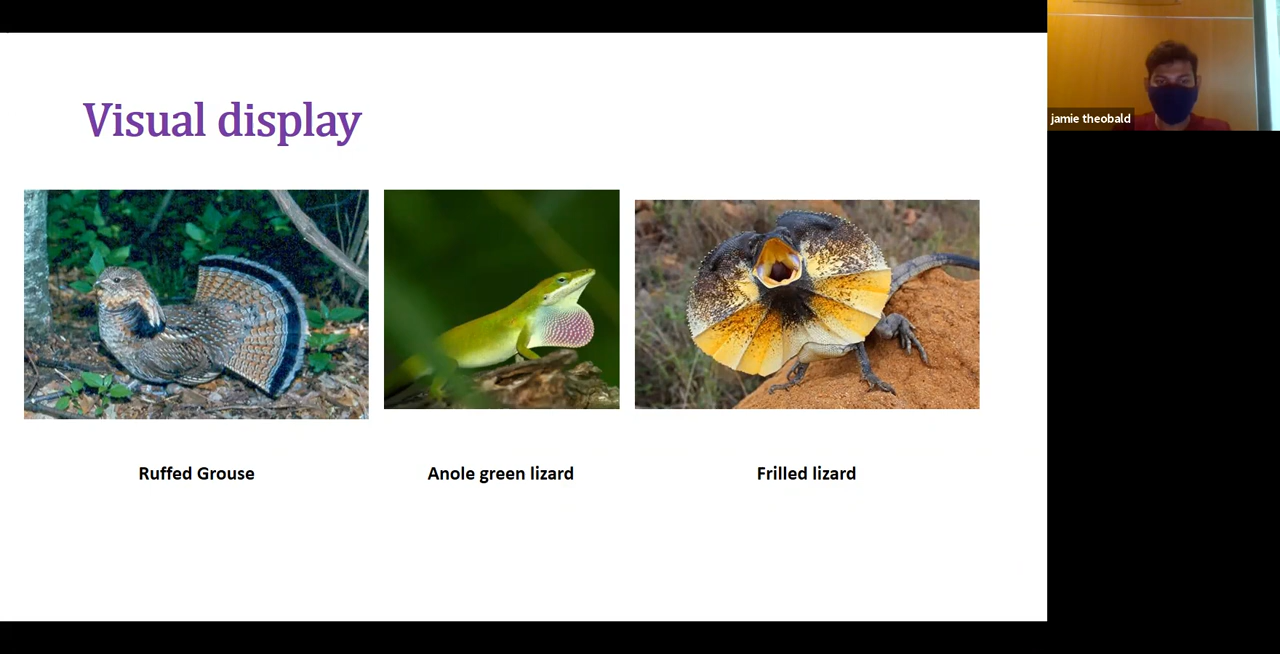 Visual display
jamie theobald
Ruffed Grouse
Anole green lizard
Frilled lizard